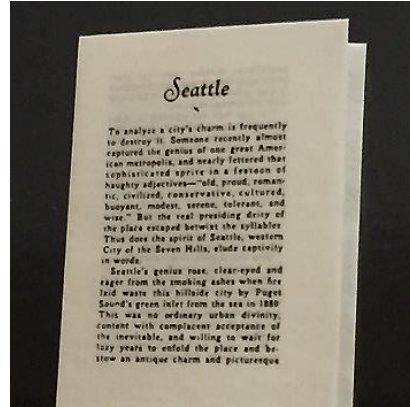 Seattle
To analyze a city's charm is frequently
to destroy it. Someone recently almost
captured the genius of one great Amer-
ican metropolis, and nearly fettered that
sophisticated sprite in a festoon of
haughty adjectives—"old, proud, roman-
tic, civilized, conservative, cultured,
buoyant, modest, serene, tolerant, and
wise." But the real presiding deity of
the place escaped betwixt the syllables
Thus does the spirit of Seattle, western
City of the Seven Hills, elude captivity
in words.
Seattle's genius rose, clear-eyed and
eager from the smoking ashes when fire
laid waste this hillside city by Puget
Sound's green inlet from the sea in 1889
This was no ordinary urban divinity,
content with complacent acceptance of
the inevitable, and willing to wait for
lazy years to enfold the place and be-
stow an antique charm and picturesque